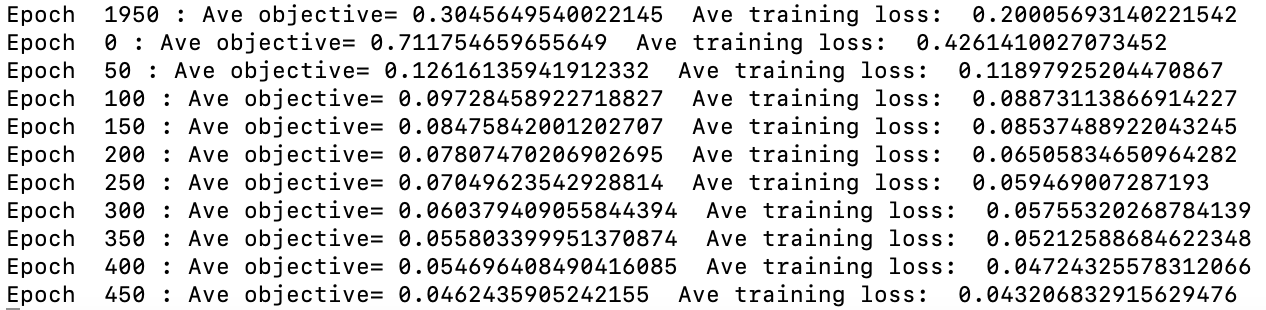 Epoch  1950 : Ave objective= 0.3045649540022145  Ave training loss:  0.20005693140221542
Epoch  0 : Ave objective= 0.711754659655649  Ave training loss:  0.4261410027073452
Epoch  50 : Ave objective= 0.12616135941912332  Ave training loss:  0.11897925204470867
Epoch  100 : Ave objective= 0.09728458922718827  Ave training loss:  0.08873113866914227
Epoch  150 : Ave objective= 0.08475842001202707  Ave training loss:  0.08537488922043245
Epoch  200 : Ave objective= 0.07807470206902695  Ave training loss:  0.06505834650964282
Epoch  250 : Ave objective= 0.07049623542928814  Ave training loss:  0.059469007287193
Epoch  300 : Ave objective= 0.060379409055844394  Ave training loss:  0.05755320268784139
Epoch  350 : Ave objective= 0.055803399951370874  Ave training loss:  0.05212588684622348
Epoch  400 : Ave objective= 0.054696408490416085  Ave training loss:  0.04724325578312066
Epoch  450 : Ave objective= 0.0462435905242155  Ave training loss:  0.043206832915629476